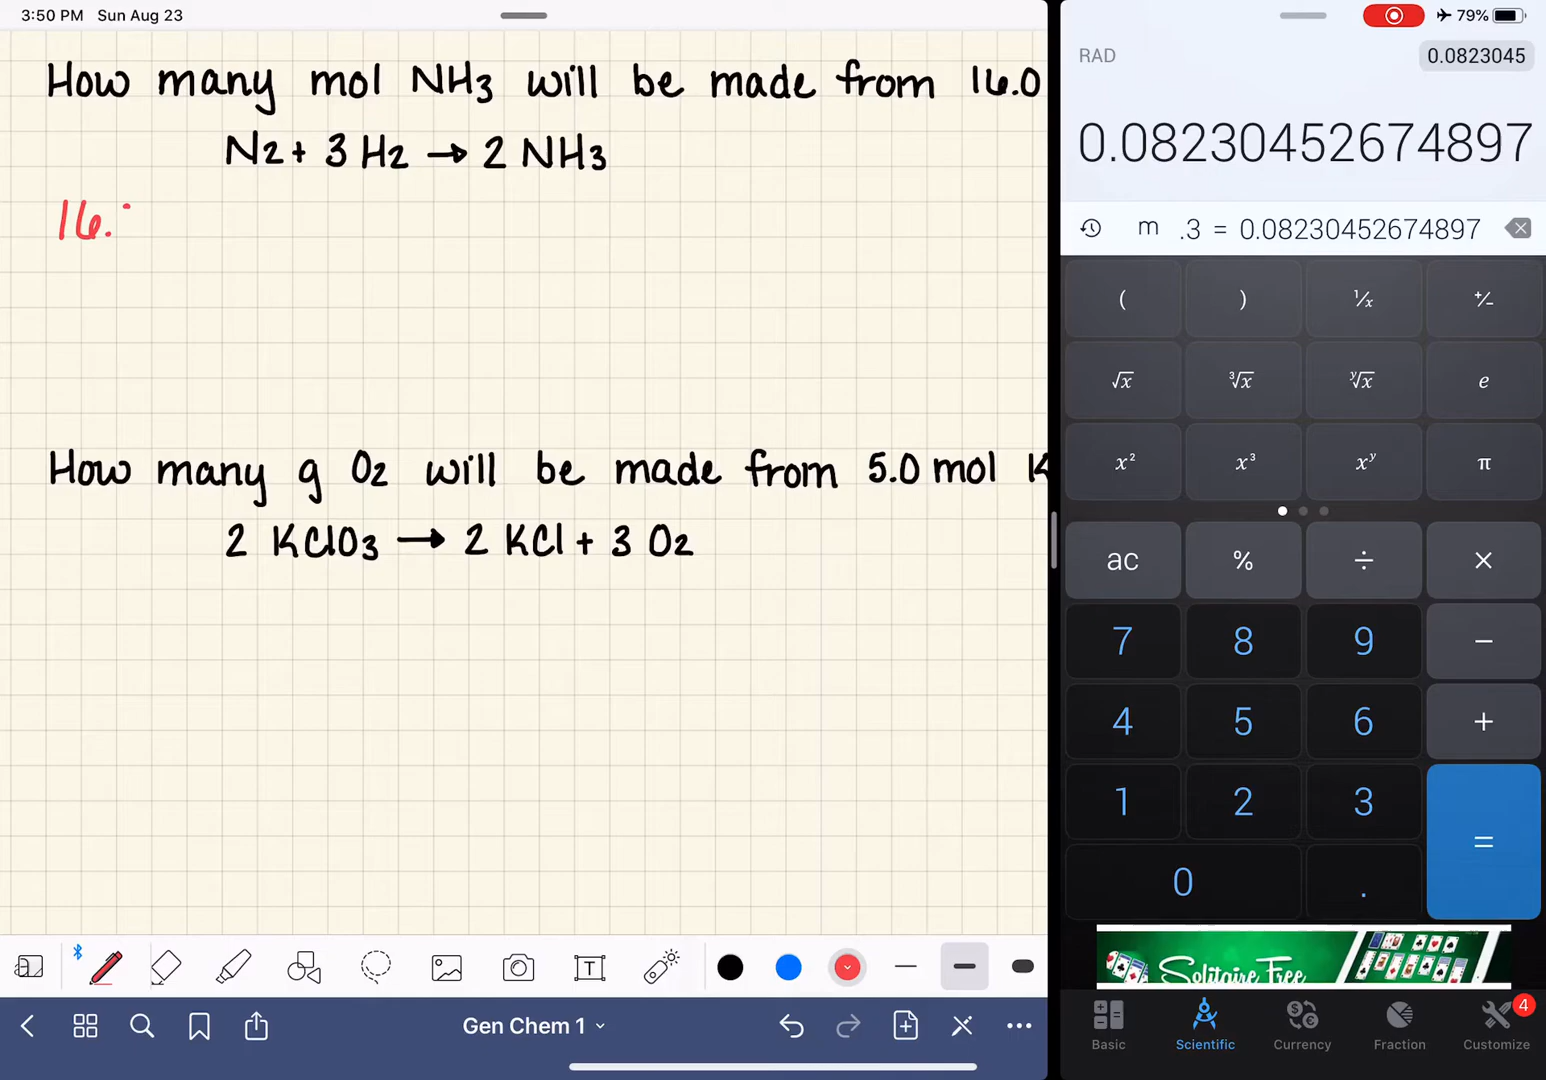 3:50 PM Sun Aug 23
79%
How many mol NH3 will be made from 16.0
N2 + 3 H2 → 2 NH3
16.
How many g O2 will be made from 5.0 mol K
2 KClO3 → 2 KCl + 3 O2
Gen Chem 1
RAD
0.0823045
0.08230452674897
m .3 = 0.08230452674897
( ) 1/x +/-
√x ³√x ʸ√x e
x² x³ xʸ π
ac % ÷ ×
7 8 9 −
4 5 6 +
1 2 3 =
0 .
Solitaire Free
4
Basic Scientific Currency Fraction Customize